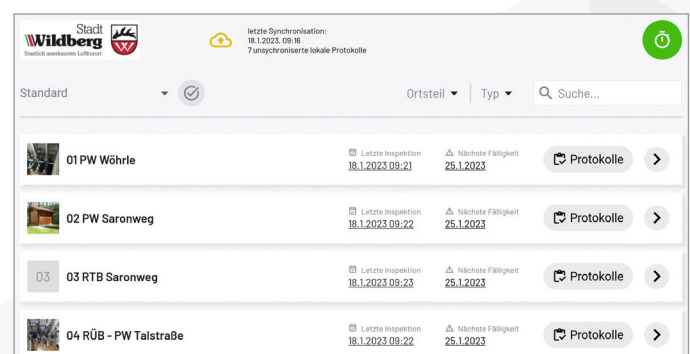 Stadt
Wildberg
Staatlich anerkannter Luftkurort
letzte Synchronisation:
18.1.2023, 09:16
7 unsychroniserte lokale Protokolle
Standard
Ortsteil
Typ
Suche...
01 PW Wöhrle
Letzte Inspektion
18.1.2023 09:21
Nächste Fälligkeit
25.1.2023
Protokolle
02 PW Saronweg
Letzte Inspektion
18.1.2023 09:22
Nächste Fälligkeit
25.1.2023
Protokolle
03
03 RTB Saronweg
Letzte Inspektion
18.1.2023 09:23
Nächste Fälligkeit
25.1.2023
Protokolle
04 RÜB - PW Talstraße
Letzte Inspektion
18.1.2023 09:22
Nächste Fälligkeit
25.1.2023
Protokolle